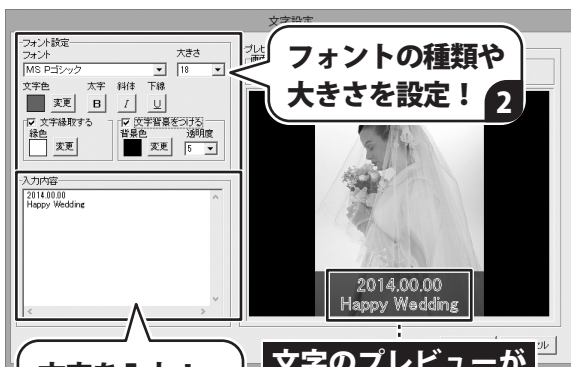 文字設定
フォント設定
フォント
大きさ
MS Pゴシック
18
文字色
太字
斜体
下線
変更
B
I
U
文字縁取する
文字背景をつける
縁色
背景色
透明度
変更
変更
5
入力内容
2014.00.00
Happy Wedding
フォントの種類や
大きさを設定！
2
2014.00.00
Happy Wedding
文字のプレビューが